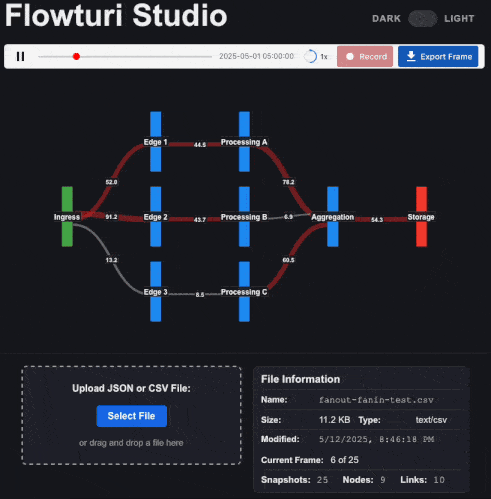 Flowturi Studio
DARK LIGHT
2025-05-01 05:00:00 1x Record Export Frame
Edge 1 44.5 Processing A
52.0 78.2
Ingress 91.2 Edge 2 43.7 Processing B 6.9 Aggregation 54.3 Storage
13.2 60.5
Edge 3 8.5 Processing C
Upload JSON or CSV File:
Select File
or drag and drop a file here
File Information
Name: fanout-fanin-test.csv
Size: 11.2 KB Type: text/csv
Modified: 5/12/2025, 8:46:18 PM
Current Frame: 6 of 25
Snapshots: 25 Nodes: 9 Links: 10